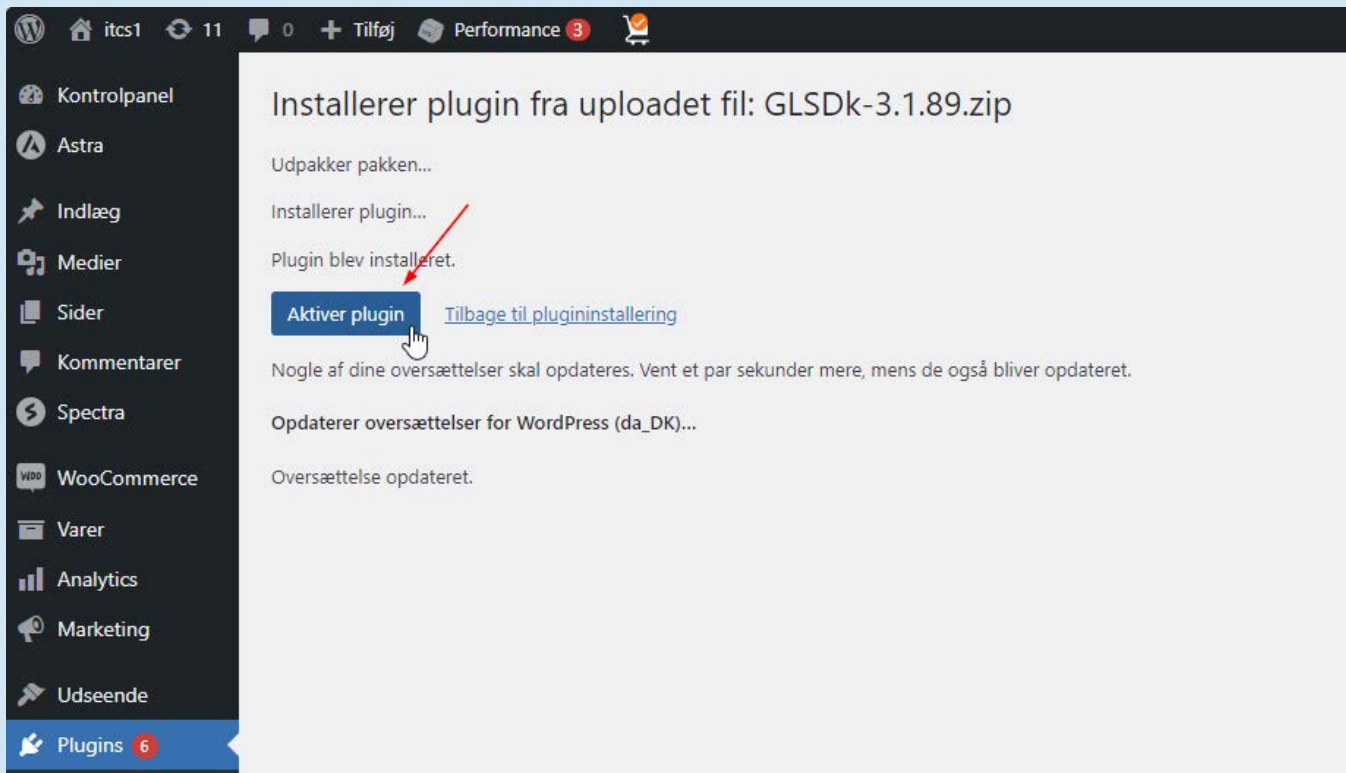 itcs1 11 0 + Tilføj Performance 3
Kontrolpanel
Astra
Indlæg
Medier
Sider
Kommentarer
Spectra
WOO WooCommerce
Varer
Analytics
Marketing
Udseende
Plugins 6
Installerer plugin fra uploadet fil: GLSDk-3.1.89.zip
Udpakker pakken...
Installerer plugin...
Plugin blev installeret.
Aktiver plugin Tilbage til plugininstallering
Nogle af dine oversættelser skal opdateres. Vent et par sekunder mere, mens de også bliver opdateret.
Opdaterer oversættelser for WordPress (da_DK)...
Oversættelse opdateret.